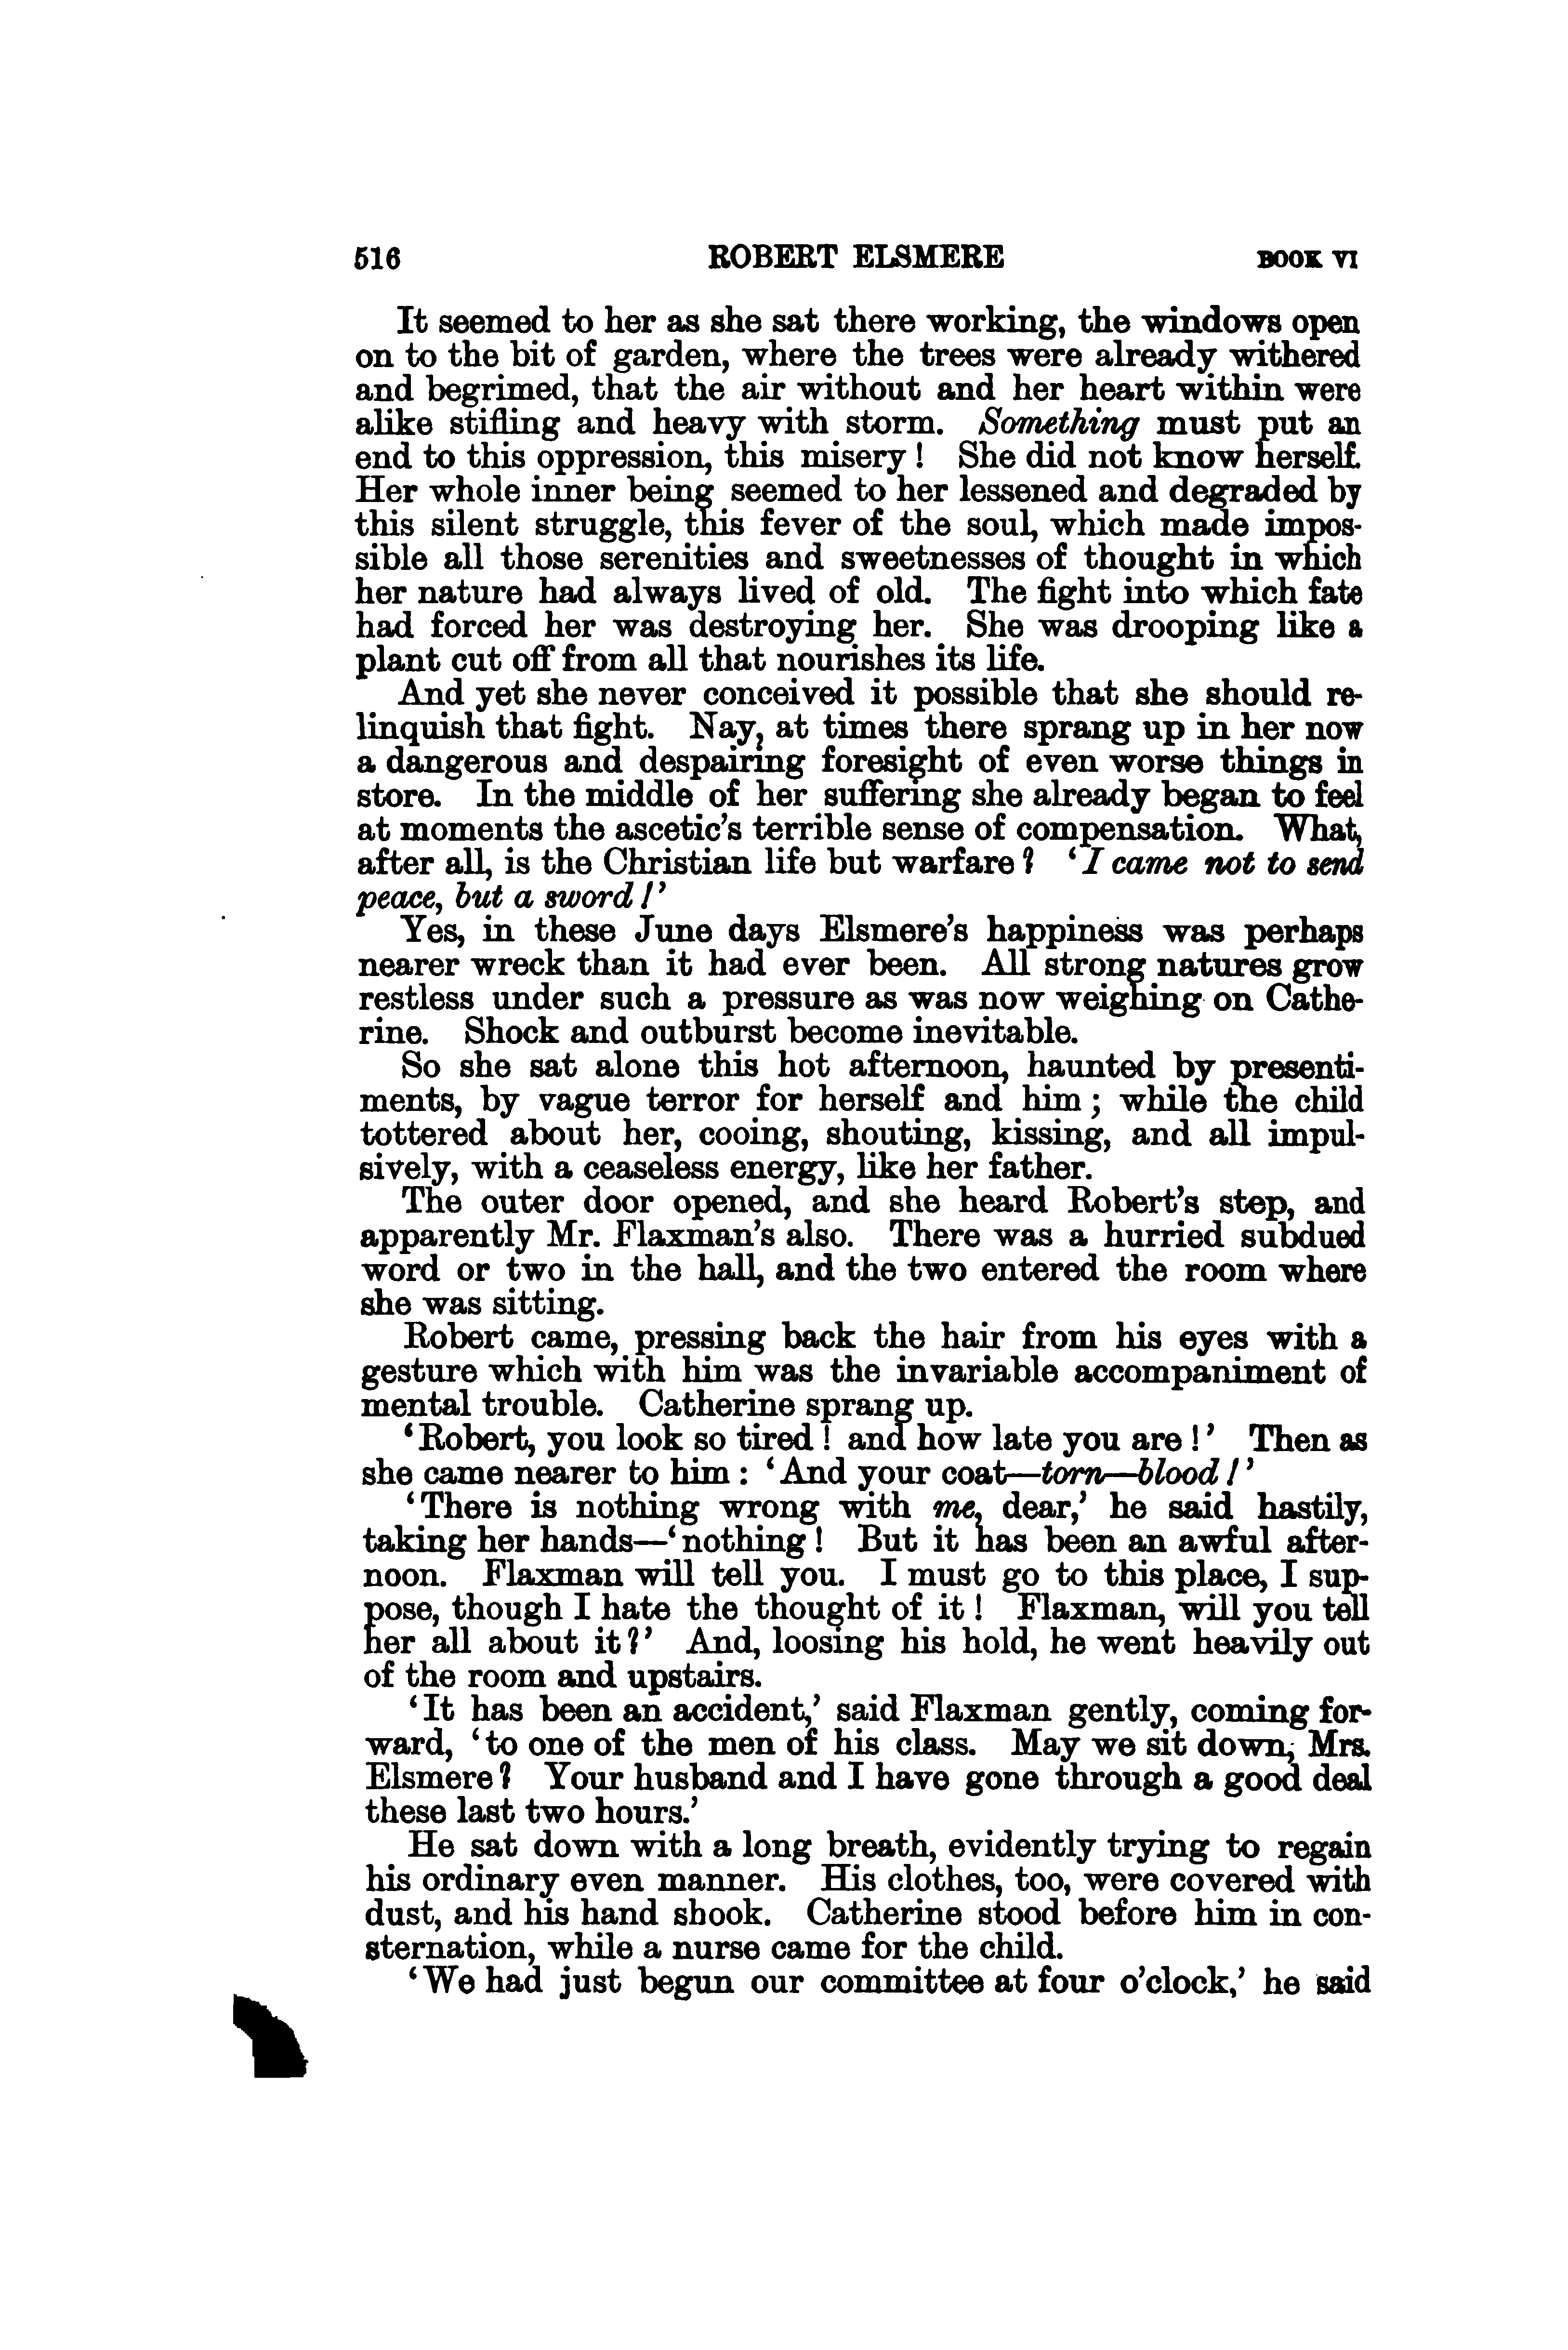 516 ROBERT ELSMERE BOOK VI
It seemed to her as she sat there working, the windows open
on to the bit of garden, where the trees were already withered
and begrimed, that the air without and her heart within were
alike stifling and heavy with storm. Something must put an
end to this oppression, this misery! She did not know herself.
Her whole inner being seemed to her lessened and degraded by
this silent struggle, this fever of the soul, which made impos-
sible all those serenities and sweetnesses of thought in which
her nature had always lived of old. The fight into which fate
had forced her was destroying her. She was drooping like a
plant cut off from all that nourishes its life.
And yet she never conceived it possible that she should re-
linquish that fight. Nay, at times there sprang up in her now
a dangerous and despairing foresight of even worse things in
store. In the middle of her suffering she already began to feel
at moments the ascetic's terrible sense of compensation. What,
after all, is the Christian life but warfare? 'I came not to send
peace, but a sword!'
Yes, in these June days Elsmere's happiness was perhaps
nearer wreck than it had ever been. All strong natures grow
restless under such a pressure as was now weighing on Cathe-
rine. Shock and outburst become inevitable.
So she sat alone this hot afternoon, haunted by presenti-
ments, by vague terror for herself and him; while the child
tottered about her, cooing, shouting, kissing, and all impul-
sively, with a ceaseless energy, like her father.
The outer door opened, and she heard Robert's step, and
apparently Mr. Flaxman's also. There was a hurried subdued
word or two in the hall, and the two entered the room where
she was sitting.
Robert came, pressing back the hair from his eyes with a
gesture which with him was the invariable accompaniment of
mental trouble. Catherine sprang up.
'Robert, you look so tired! and how late you are!' Then as
she came nearer to him: 'And your coat—torn—blood!'
'There is nothing wrong with me, dear,' he said hastily,
taking her hands—'nothing! But it has been an awful after-
noon. Flaxman will tell you. I must go to this place, I sup-
pose, though I hate the thought of it! Flaxman, will you tell
her all about it?' And, loosing his hold, he went heavily out
of the room and upstairs.
'It has been an accident,' said Flaxman gently, coming for-
ward, 'to one of the men of his class. May we sit down, Mrs.
Elsmere? Your husband and I have gone through a good deal
these last two hours.'
He sat down with a long breath, evidently trying to regain
his ordinary even manner. His clothes, too, were covered with
dust, and his hand shook. Catherine stood before him in con-
sternation, while a nurse came for the child.
'We had just begun our committee at four o'clock,' he said